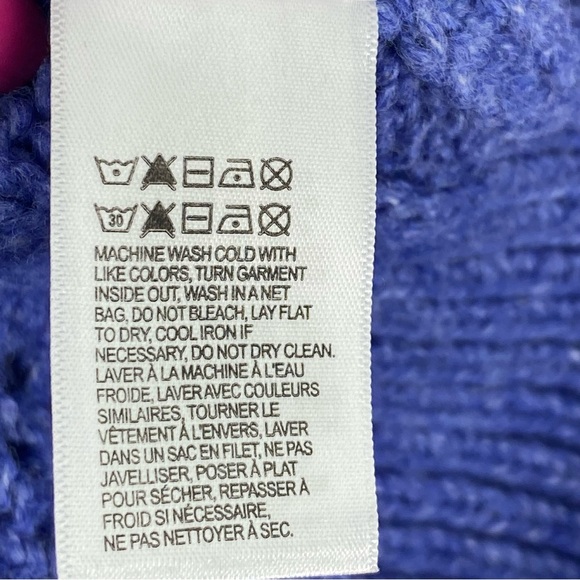 30
MACHINE WASH COLD WITH
LIKE COLORS, TURN GARMENT
INSIDE OUT, WASH IN A NET
BAG, DO NOT BLEACH, LAY FLAT
TO DRY, COOL IRON IF
NECESSARY, DO NOT DRY CLEAN.
LAVER À LA MACHINE À L'EAU
FROIDE, LAVER AVEC COULEURS
SIMILAIRES, TOURNER LE
VÊTEMENT À L'ENVERS, LAVER
DANS UN SAC EN FILET, NE PAS
JAVELLISER, POSER À PLAT
POUR SÉCHER, REPASSER À
FROID SI NÉCESSAIRE,
NE PAS NETTOYER À SEC.